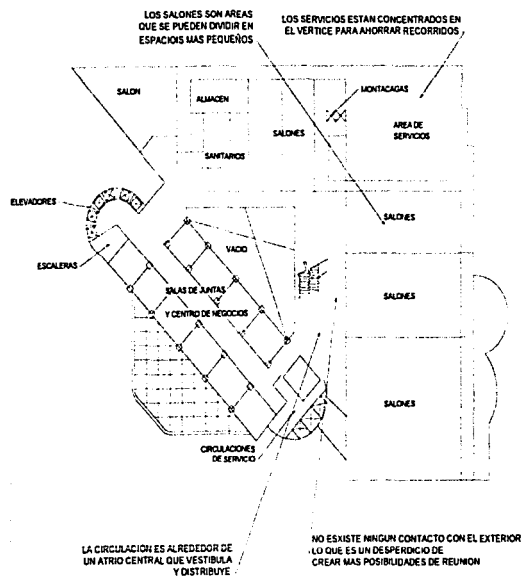 LOS SALONES SON AREAS
QUE SE PUEDEN DIVIDIR EN
ESPACIOIS MAS PEQUEÑOS
LOS SERVICIOS ESTAN CONCENTRADOS EN
EL VERTICE PARA AHORRAR RECORRIDOS
SALON
ALMACEN
SALONES
SANITARIOS
MONTACAGAS
AREA DE
SERVICIOS
ELEVADORES
SALONES
ESCALERAS
VACIO
SALAS DE JUNTAS
Y CENTRO DE NEGOCIOS
SALONES
SALONES
CIRCULACIONES
DE SERVICIO
LA CIRCULACION ES ALREDEDOR DE
UN ATRIO CENTRAL QUE VESTIBULA
Y DISTRIBUYE
NO ESXISTE NINGUN CONTACTO CON EL EXTERIOR
LO QUE ES UN DESPERDICIO DE
CREAR MAS POSIBLIDADES DE REUNION